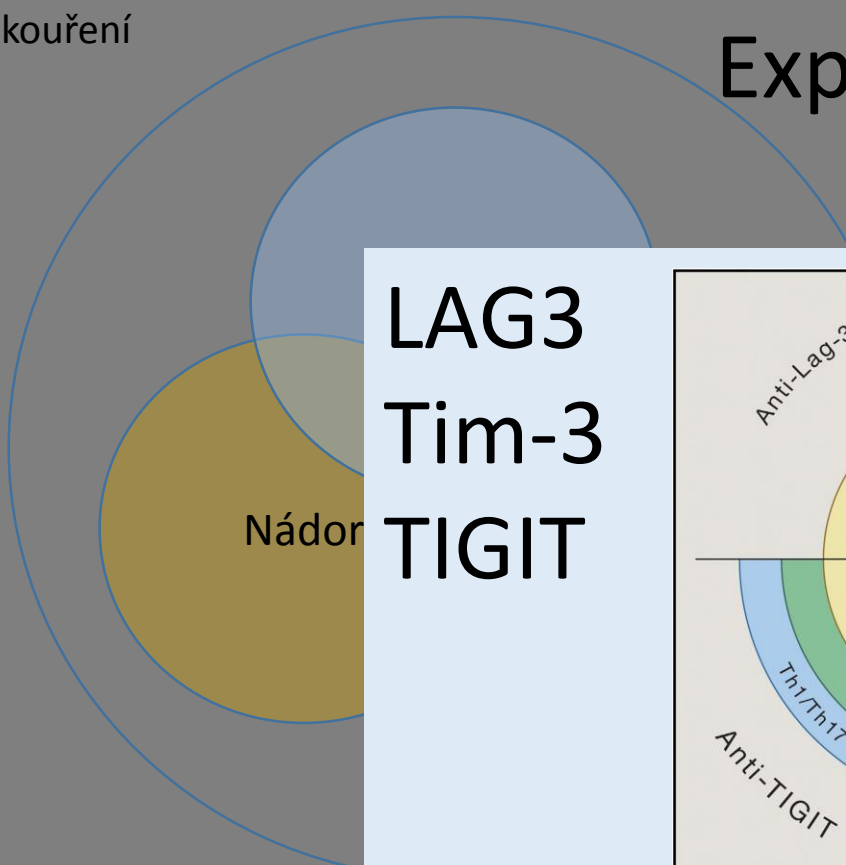 kouření
Exp
LAG3
Tim-3
TIGIT
Nádor
Anti-Lag-3
Th1/Th17
Anti-TIGIT